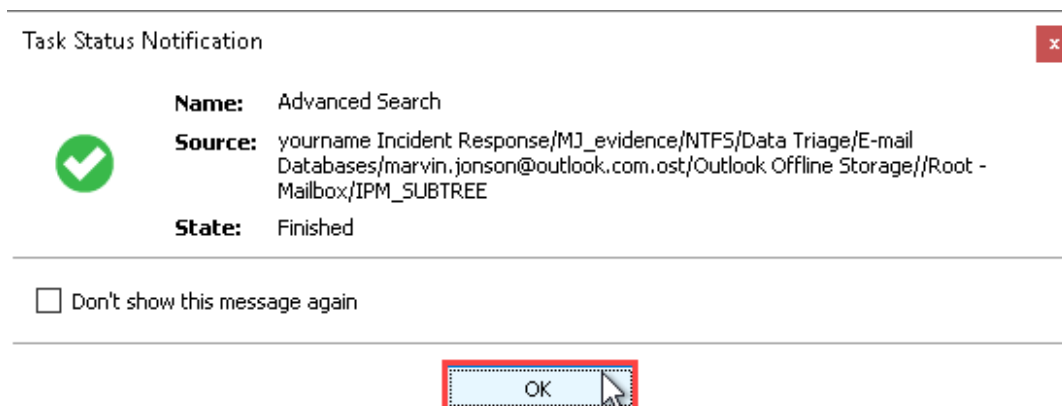 Task Status Notification
x
Name: Advanced Search
Source: yourname Incident Response/MJ_evidence/NTFS/Data Triage/E-mail
Databases/marvin.jonson@outlook.com.ost/Outlook Offline Storage//Root -
Mailbox/IPM_SUBTREE
State: Finished
Don't show this message again
OK